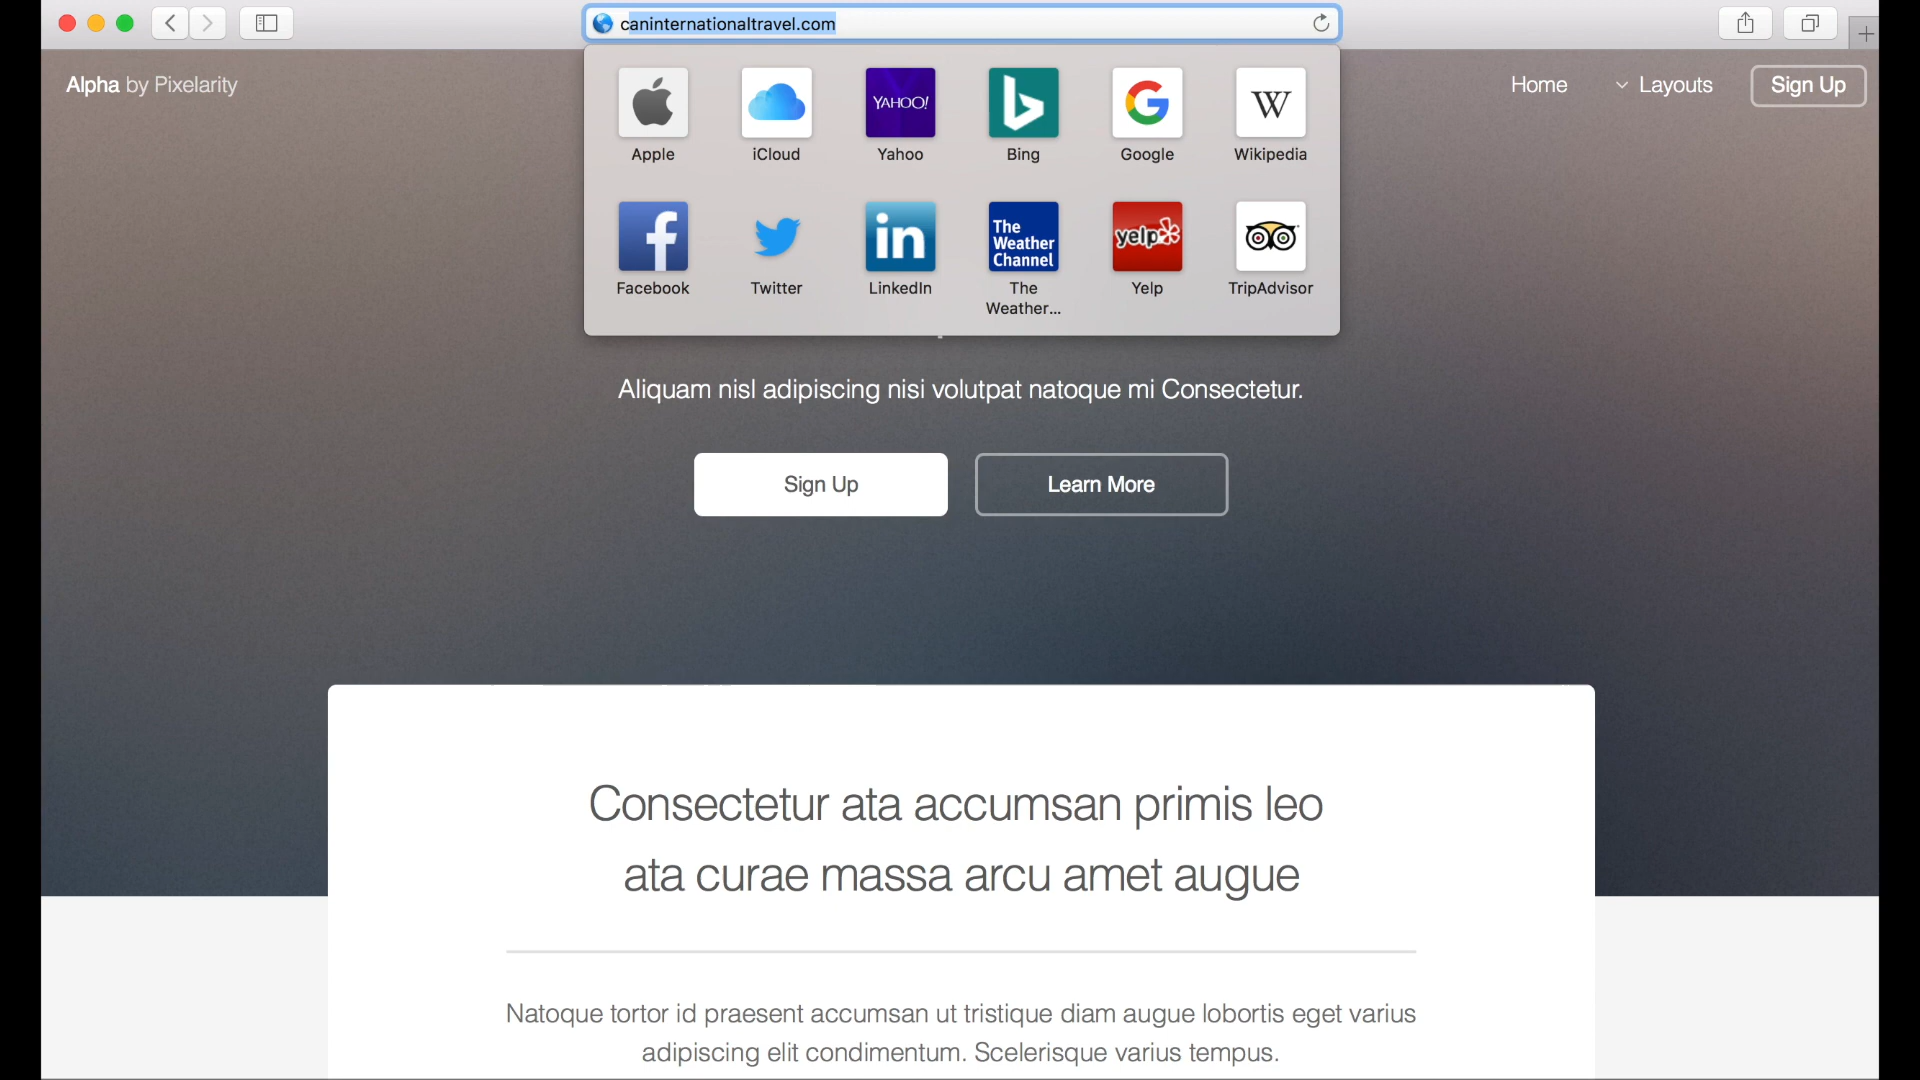 caninternationaltravel.com
Alpha by Pixelarity
Home
Layouts
Sign Up
Apple
iCloud
YAHOO!
Yahoo
Bing
Google
W
Wikipedia
Facebook
Twitter
in
LinkedIn
The
Weather
Channel
The
Weather...
yelp
Yelp
TripAdvisor
Aliquam nisl adipiscing nisi volutpat natoque mi Consectetur.
Sign Up
Learn More
Consectetur ata accumsan primis leo
ata curae massa arcu amet augue
Natoque tortor id praesent accumsan ut tristique diam augue lobortis eget varius
adipiscing elit condimentum. Scelerisque varius tempus.